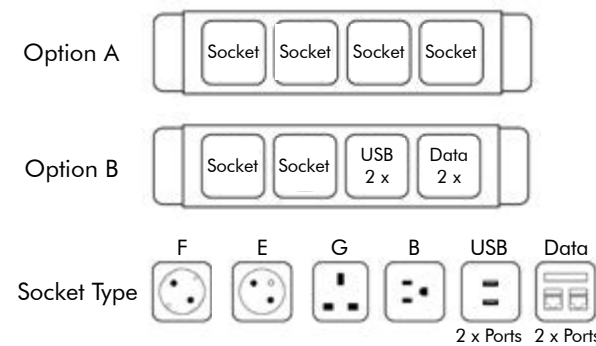 Option A
Socket Socket Socket Socket
Option B
Socket Socket USB 2 x Data 2 x
F E G B USB Data
Socket Type
2 x Ports 2 x Ports